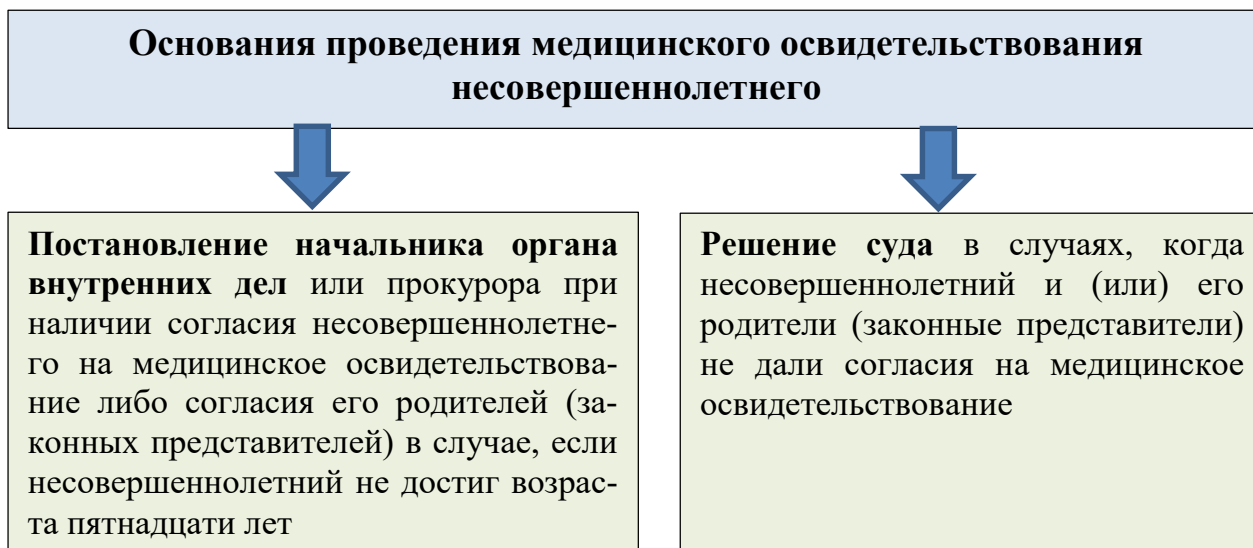 Основания проведения медицинского освидетельствования
несовершеннолетнего
Постановление начальника органа
внутренних дел или прокурора при
наличии согласия несовершеннолетне-
го на медицинское освидетельствова-
ние либо согласия его родителей (за-
конных представителей) в случае, если
несовершеннолетний не достиг возрас-
та пятнадцати лет
Решение суда в случаях, когда
несовершеннолетний и (или) его
родители (законные представители)
не дали согласия на медицинское
освидетельствование